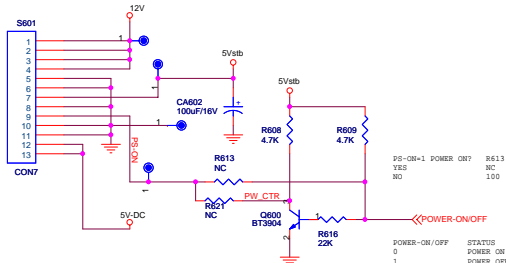 S601
12V
1
2
3
4
5
6
7
8
9
10
11
12
13
CON7
1
1
1
1
5Vstb
CA602
100uF/16V
5Vstb
R608
4.7K
R609
4.7K
PS-ON
R613
NC
R621
NC
PW_CTR
Q600
BT3904
3
2
1
R616
22K
5V-DC
POWER-ON/OFF
PS-ON=1 POWER ON? R613
YES NC
NO 100
POWER-ON/OFF STATUS
0 POWER ON
1 POWER OFF